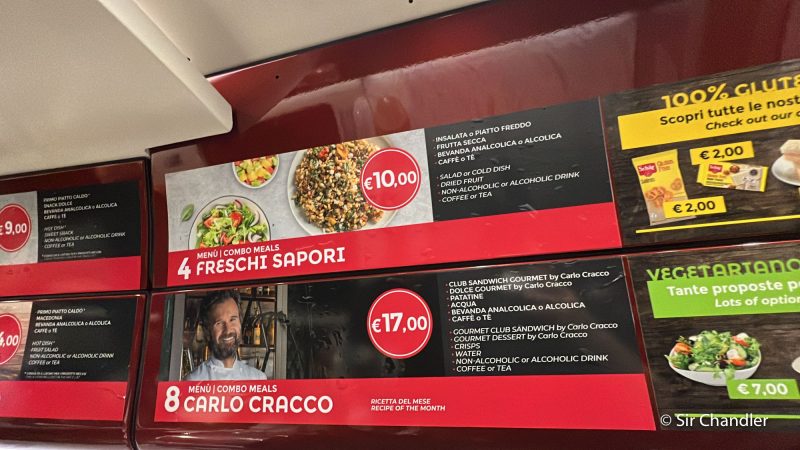 €9,00
PRIMO PIATTO CALDO*
SNACK DOLCE
BEVANDA ANALCOLICA o ALCOLICA
CAFFÈ o TÈ
HOT DISH*
SWEET SNACK
NON-ALCOHOLIC or ALCOHOLIC DRINK
COFFEE or TEA
PRIMO PIATTO CALDO*
MACEDONIA
BEVANDA ANALCOLICA o ALCOLICA
CAFFÈ o TÈ
HOT DISH*
FRUIT SALAD
NON-ALCOHOLIC or ALCOHOLIC DRINK
COFFEE or TEA
€10,00
· INSALATA o PIATTO FREDDO
· FRUTTA SECCA
· BEVANDA ANALCOLICA o ALCOLICA
· CAFFÈ o TÈ
· SALAD or COLD DISH
· DRIED FRUIT
· NON-ALCOHOLIC or ALCOHOLIC DRINK
· COFFEE or TEA
MENÙ | COMBO MEALS
4 FRESCHI SAPORI
€17,00
· CLUB SANDWICH GOURMET by Carlo Cracco
· DOLCE GOURMET by Carlo Cracco
· PATATINE
· ACQUA
· BEVANDA ANALCOLICA o ALCOLICA
· CAFFÈ o TÈ
· GOURMET CLUB SANDWICH by Carlo Cracco
· GOURMET DESSERT by Carlo Cracco
· CRISPS
· WATER
· NON-ALCOHOLIC or ALCOHOLIC DRINK
· COFFEE or TEA
MENÙ | COMBO MEALS
8 CARLO CRACCO
RICETTA DEL MESE
RECIPE OF THE MONTH
100% GLUTE
Scopri tutte le nost
Check out our
€ 2,00
Schär
€ 2,00
VEGETARIANO
Tante proposte p
Lots of option
€ 7,00
© Sir Chandler